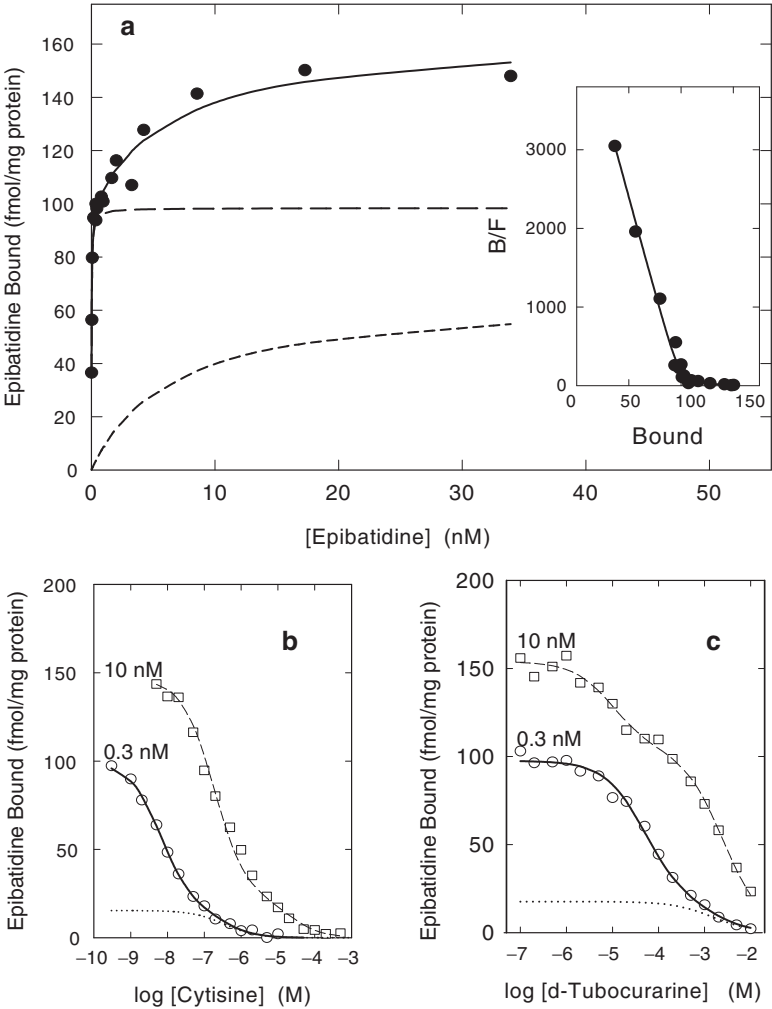 a
Epibatidine Bound (fmol/mg protein)
160
140
120
100
80
60
40
20
0
0 10 20 30 40 50
[Epibatidine] (nM)
B/F
3000
2000
1000
0
0 50 100 150
Bound
b
Epibatidine Bound (fmol/mg protein)
200
150
100
50
0
10 nM
0.3 nM
−10 −9 −8 −7 −6 −5 −4 −3
log [Cytisine] (M)
c
Epibatidine Bound (fmol/mg protein)
200
150
100
50
0
10 nM
0.3 nM
−7 −6 −5 −4 −3 −2
log [d-Tubocurarine] (M)